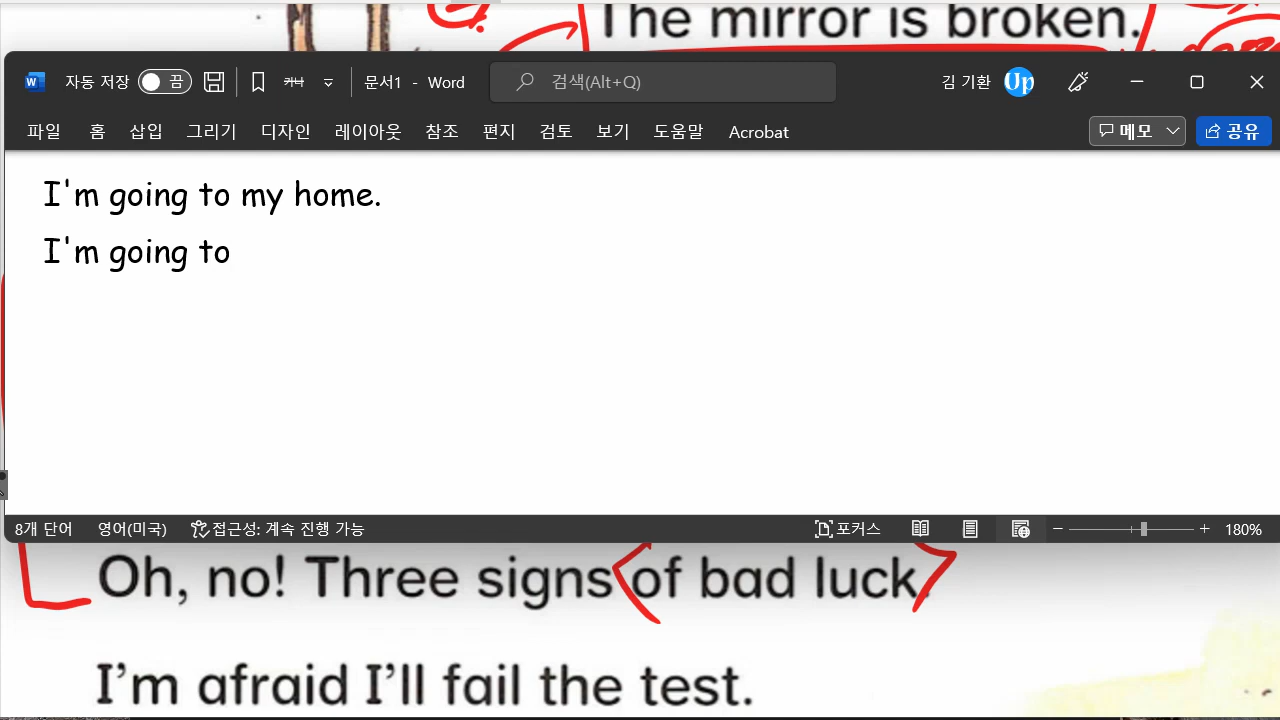 The mirror is broken.
자동 저장 끔 가나 문서1 - Word 검색(Alt+Q) 김 기환 Up
파일 홈 삽입 그리기 디자인 레이아웃 참조 편지 검토 보기 도움말 Acrobat 메모 공유
I'm going to my home.
I'm going to
8개 단어 영어(미국) 접근성: 계속 진행 가능 포커스 180%
Oh, no! Three signs of bad luck.
I'm afraid I'll fail the test.